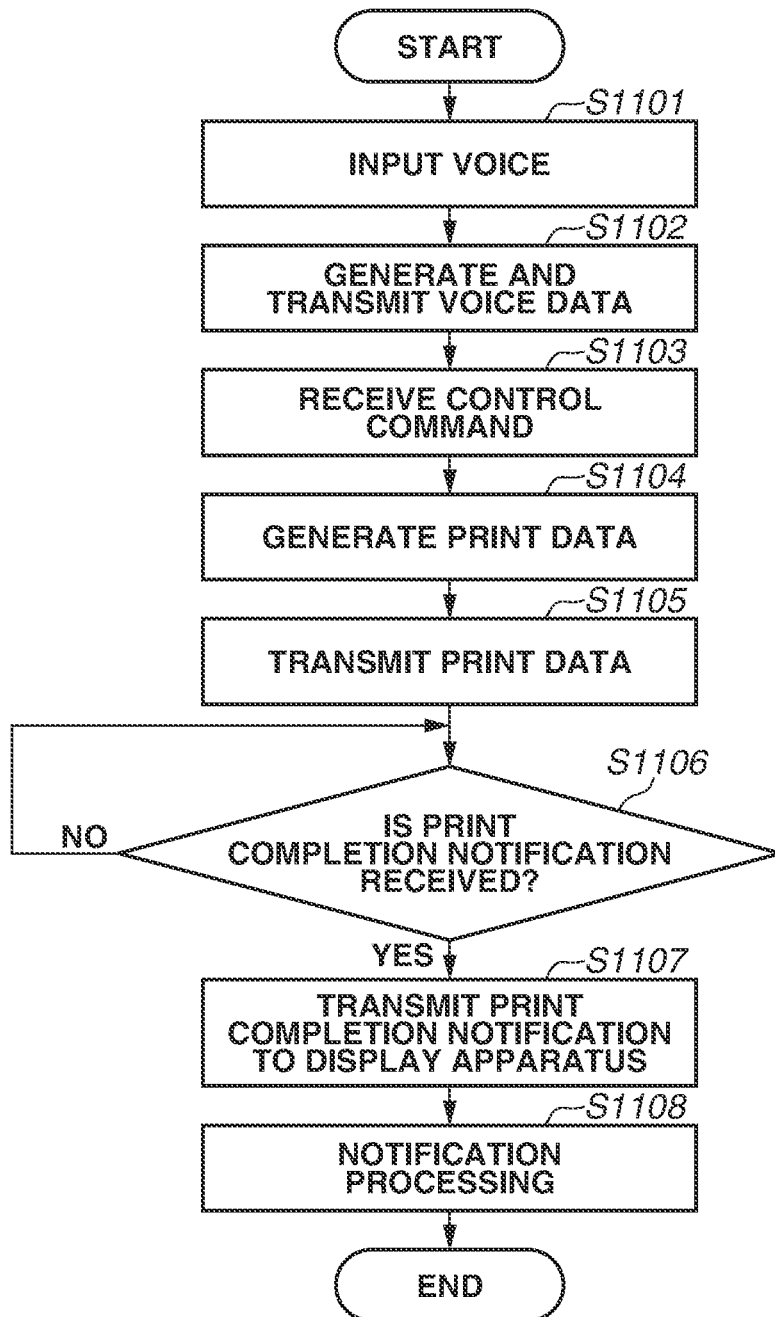 START
S1101
INPUT VOICE
S1102
GENERATE AND
TRANSMIT VOICE DATA
S1103
RECEIVE CONTROL
COMMAND
S1104
GENERATE PRINT DATA
S1105
TRANSMIT PRINT DATA
S1106
IS PRINT
COMPLETION NOTIFICATION
RECEIVED?
NO
YES
S1107
TRANSMIT PRINT
COMPLETION NOTIFICATION
TO DISPLAY APPARATUS
S1108
NOTIFICATION
PROCESSING
END